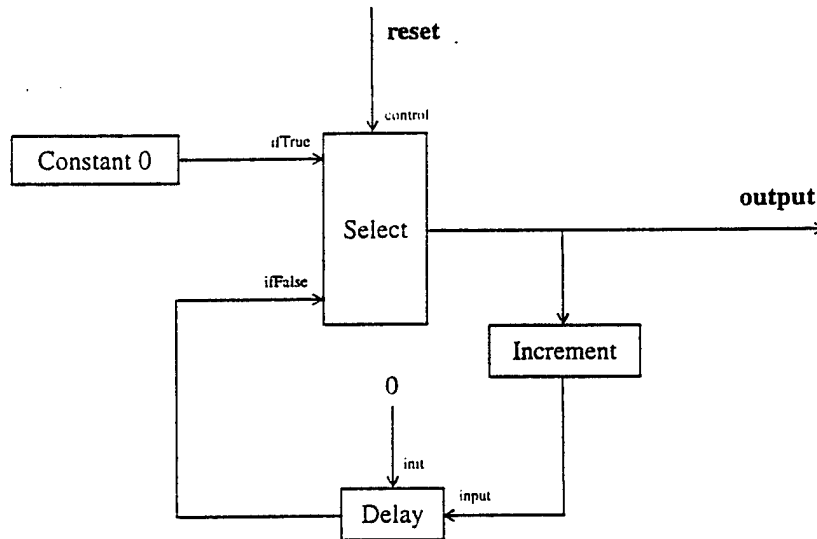 reset
control
ifTrue
Constant 0
output
Select
ifFalse
Increment
0
init
input
Delay